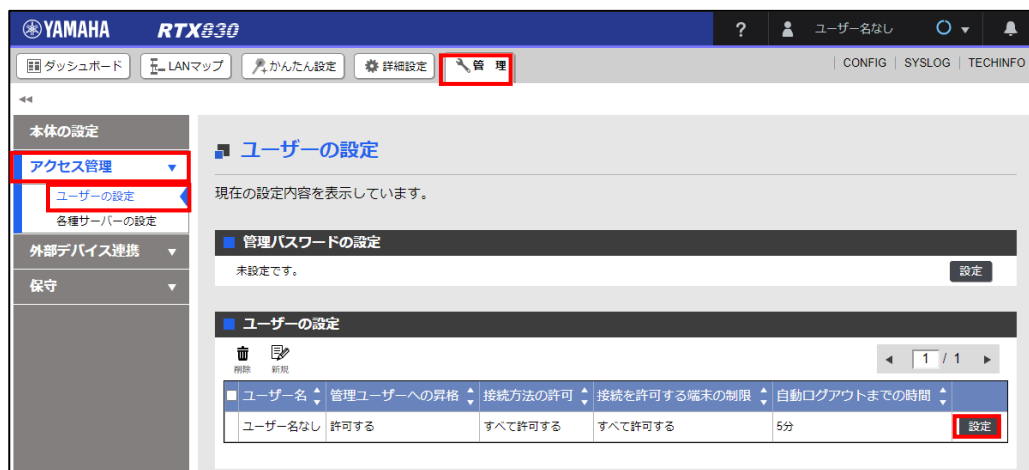 YAMAHA RTX830 ? ユーザー名なし
ダッシュボード LANマップ かんたん設定 詳細設定 管 理 CONFIG SYSLOG TECHINFO
本体の設定
アクセス管理
ユーザーの設定
各種サーバーの設定
外部デバイス連携
保守
ユーザーの設定
現在の設定内容を表示しています。
管理パスワードの設定
未設定です。 設定
ユーザーの設定
削除 新規 1 / 1
ユーザー名 管理ユーザーへの昇格 接続方法の許可 接続を許可する端末の制限 自動ログアウトまでの時間
ユーザー名なし 許可する すべて許可する すべて許可する 5分 設定